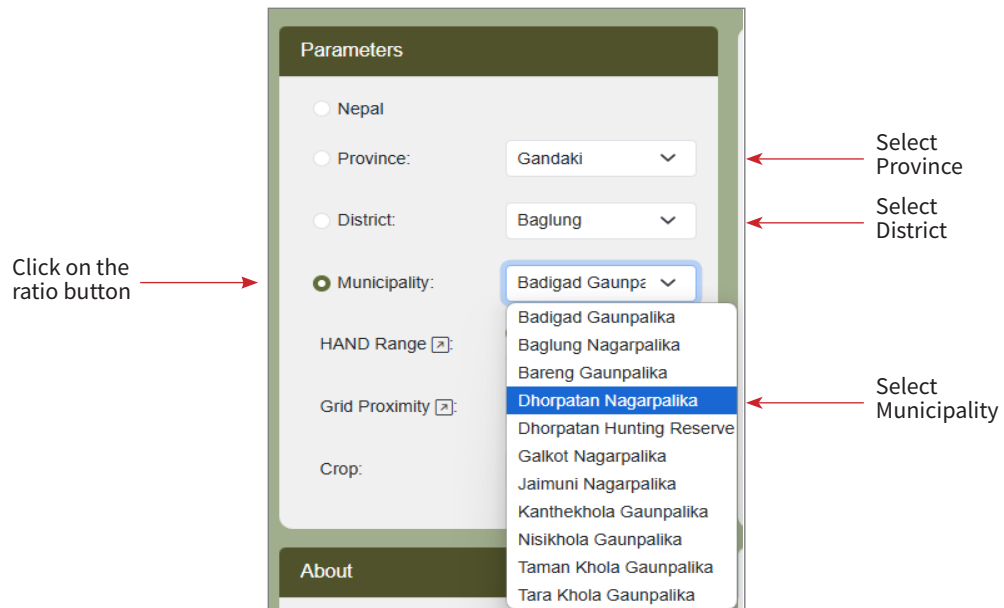 Parameters
Nepal
Province:
Gandaki
Select
Province
District:
Baglung
Select
District
Click on the
ratio button
Municipality:
Badigad Gaunpa
Badigad Gaunpalika
HAND Range
Baglung Nagarpalika
Bareng Gaunpalika
Grid Proximity
Dhorpatan Nagarpalika
Select
Municipality
Dhorpatan Hunting Reserve
Crop:
Galkot Nagarpalika
Jaimuni Nagarpalika
Kanthekhola Gaunpalika
Nisikhola Gaunpalika
About
Taman Khola Gaunpalika
Tara Khola Gaunpalika